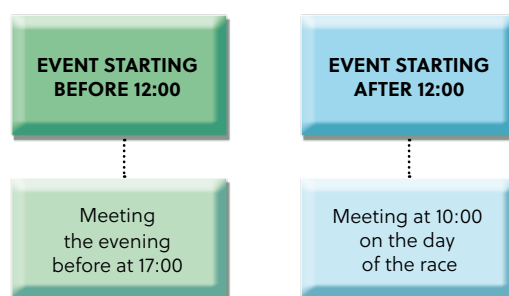 EVENT STARTING
BEFORE 12:00
EVENT STARTING
AFTER 12:00
Meeting
the evening
before at 17:00
Meeting at 10:00
on the day
of the race